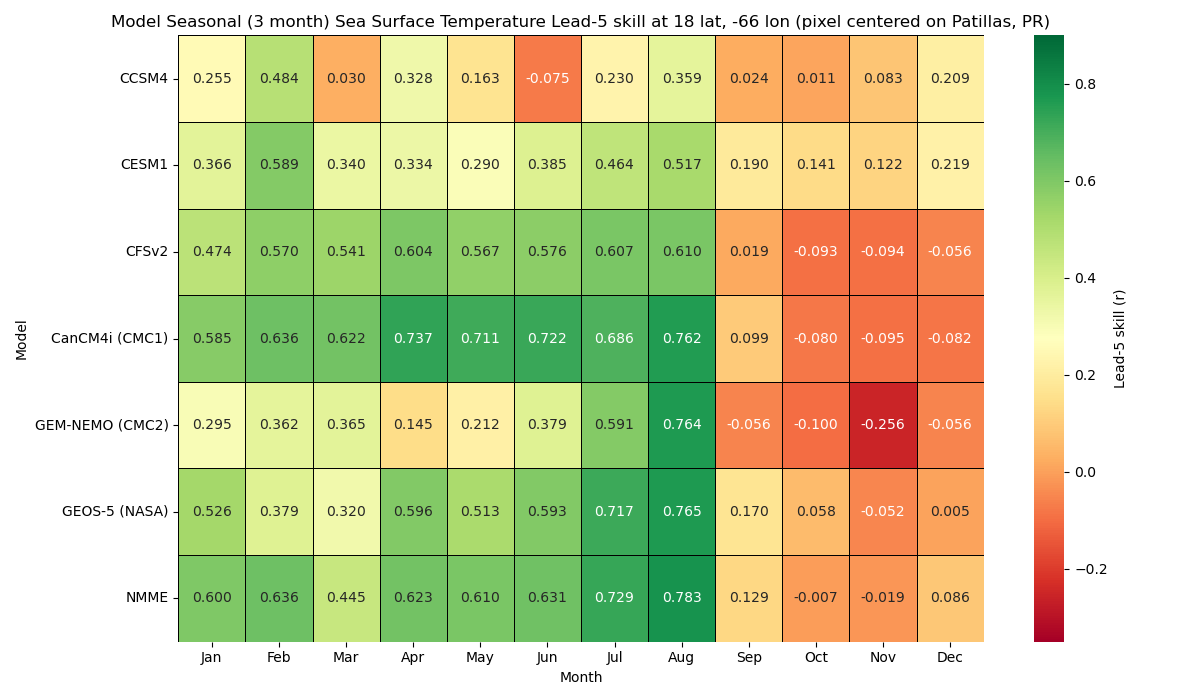 Model Seasonal (3 month) Sea Surface Temperature Lead-5 skill at 18 lat, -66 lon (pixel centered on Patillas, PR)
CCSM4 0.255 0.484 0.030 0.328 0.163 -0.075 0.230 0.359 0.024 0.011 0.083 0.209
CESM1 0.366 0.589 0.340 0.334 0.290 0.385 0.464 0.517 0.190 0.141 0.122 0.219
CFSv2 0.474 0.570 0.541 0.604 0.567 0.576 0.607 0.610 0.019 -0.093 -0.094 -0.056
CanCM4i (CMC1) 0.585 0.636 0.622 0.737 0.711 0.722 0.686 0.762 0.099 -0.080 -0.095 -0.082
GEM-NEMO (CMC2) 0.295 0.362 0.365 0.145 0.212 0.379 0.591 0.764 -0.056 -0.100 -0.256 -0.056
GEOS-5 (NASA) 0.526 0.379 0.320 0.596 0.513 0.593 0.717 0.765 0.170 0.058 -0.052 0.005
NMME 0.600 0.636 0.445 0.623 0.610 0.631 0.729 0.783 0.129 -0.007 -0.019 0.086
Jan Feb Mar Apr May Jun Jul Aug Sep Oct Nov Dec
Month
Model
0.8
0.6
0.4
0.2
0.0
−0.2
Lead-5 skill (r)